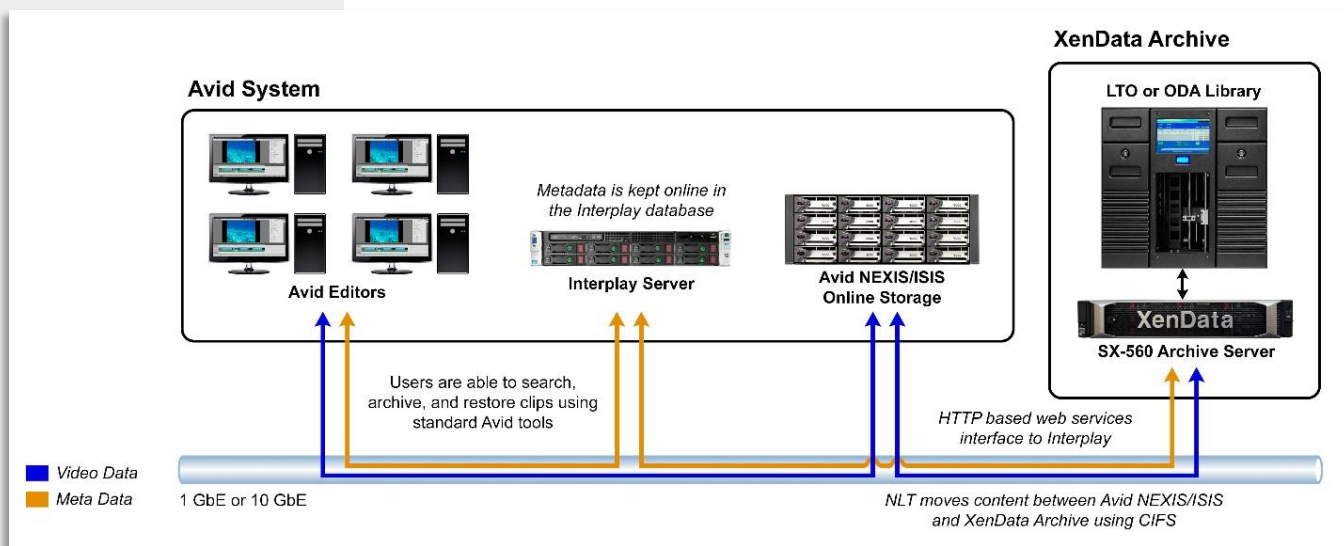 XenData Archive
Avid System
LTO or ODA Library
Metadata is kept online in
the Interplay database
Avid Editors
Interplay Server
Avid NEXIS/ISIS
Online Storage
XenData
SX-560 Archive Server
Users are able to search,
archive, and restore clips using
standard Avid tools
HTTP based web services
interface to Interplay
Video Data
Meta Data
1 GbE or 10 GbE
NLT moves content between Avid NEXIS/ISIS
and XenData Archive using CIFS